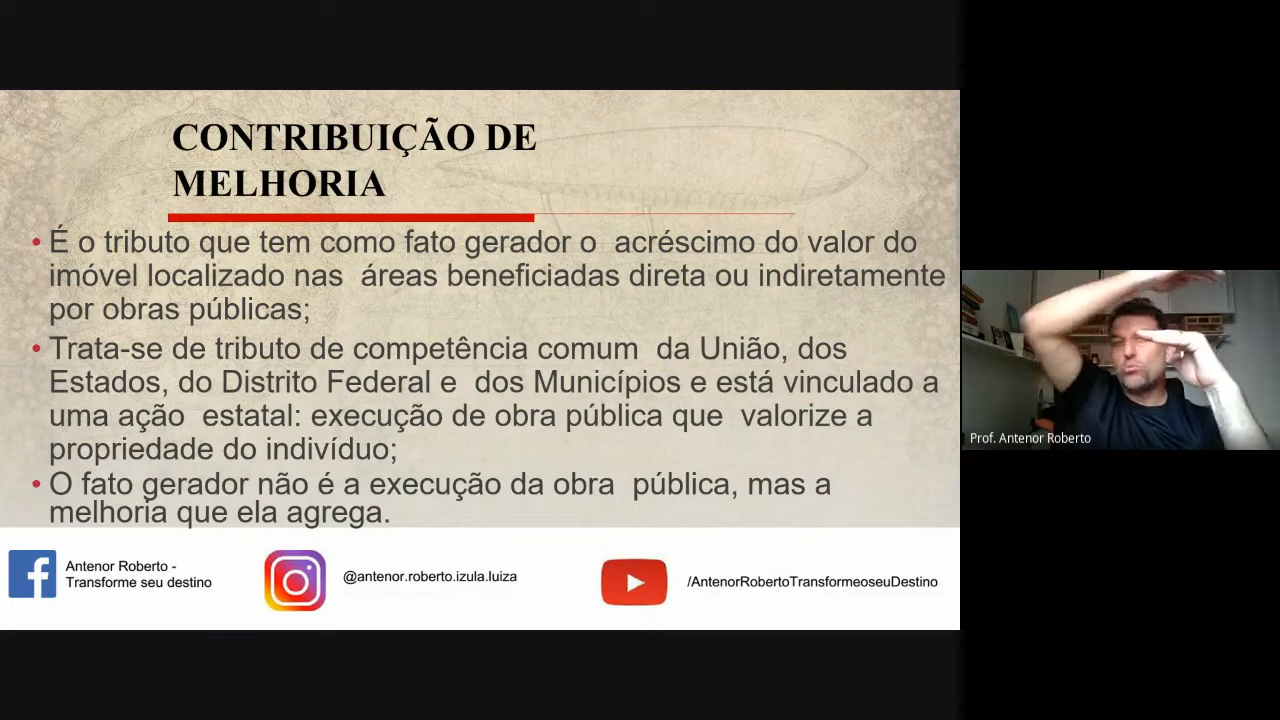 CONTRIBUIÇÃO DE
MELHORIA
• É o tributo que tem como fato gerador o acréscimo do valor do
imóvel localizado nas áreas beneficiadas direta ou indiretamente
por obras públicas;
• Trata-se de tributo de competência comum da União, dos
Estados, do Distrito Federal e dos Municípios e está vinculado a
uma ação estatal: execução de obra pública que valorize a
propriedade do indivíduo;
• O fato gerador não é a execução da obra pública, mas a
melhoria que ela agrega.
Prof. Antenor Roberto
Antenor Roberto -
Transforme seu destino
@antenor.roberto.izula.luiza
/AntenorRobertoTransformeoseuDestino